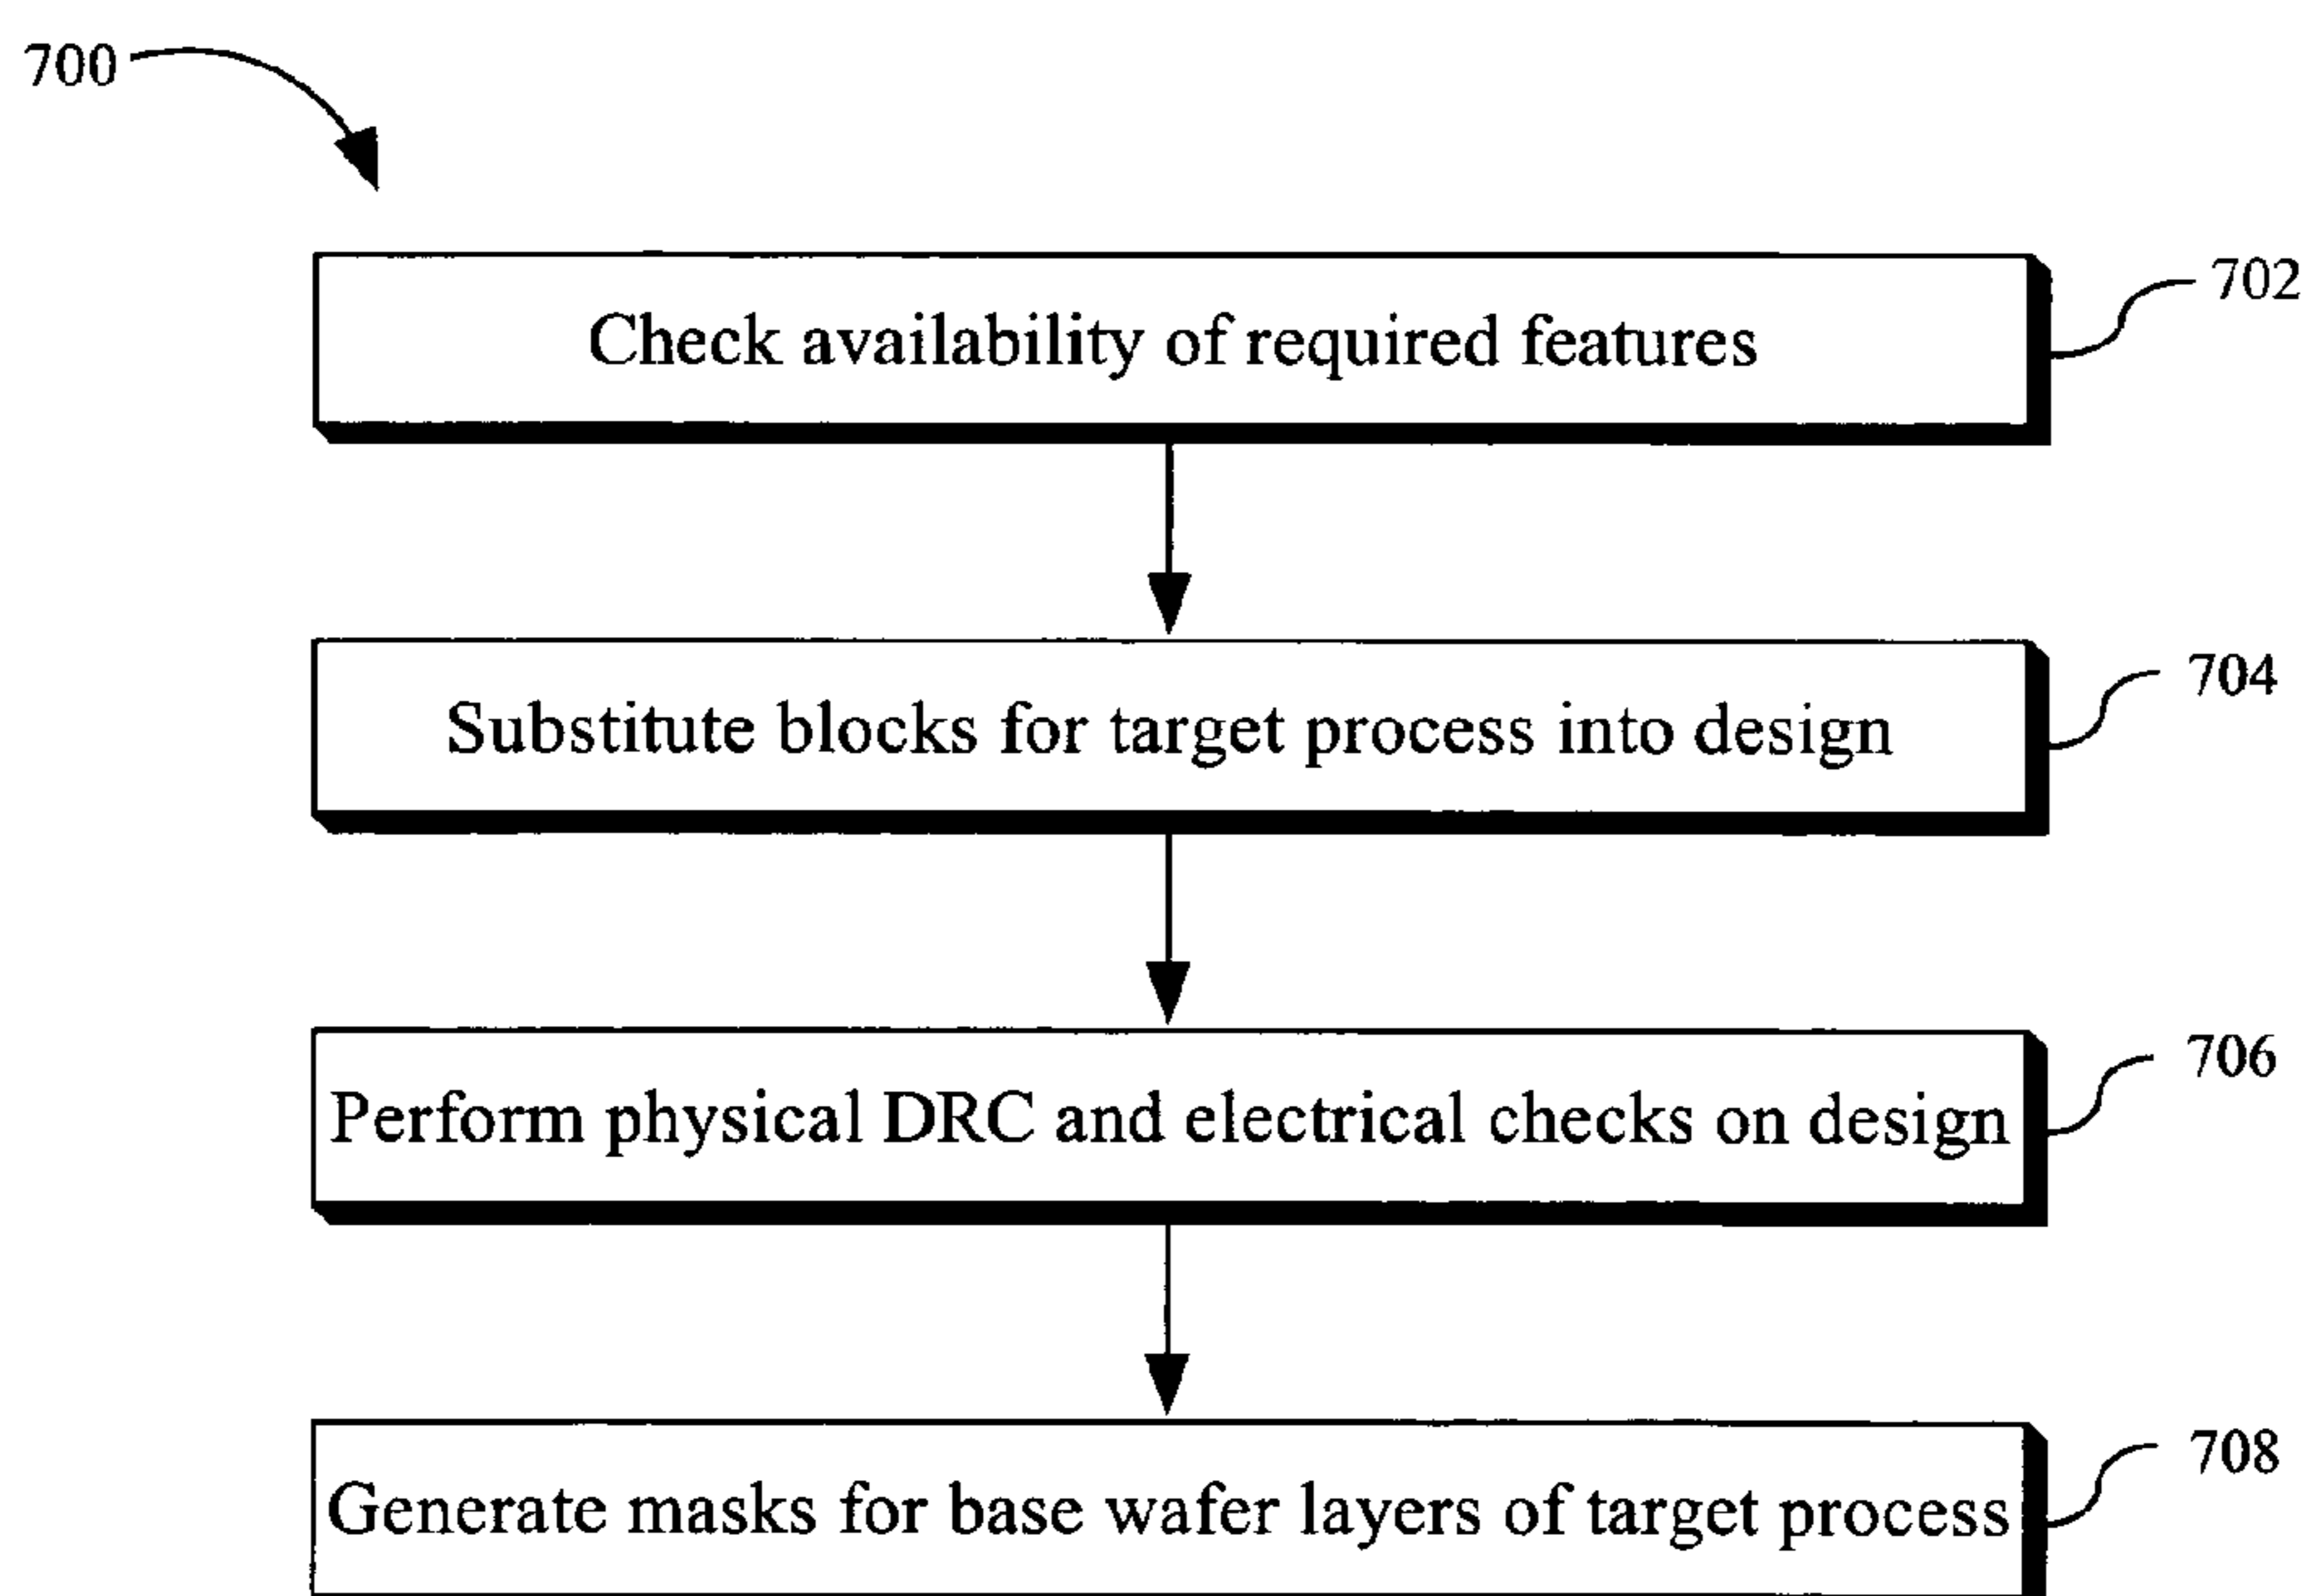 700
Check availability of required features
702
Substitute blocks for target process into design
704
Perform physical DRC and electrical checks on design
706
Generate masks for base wafer layers of target process
708